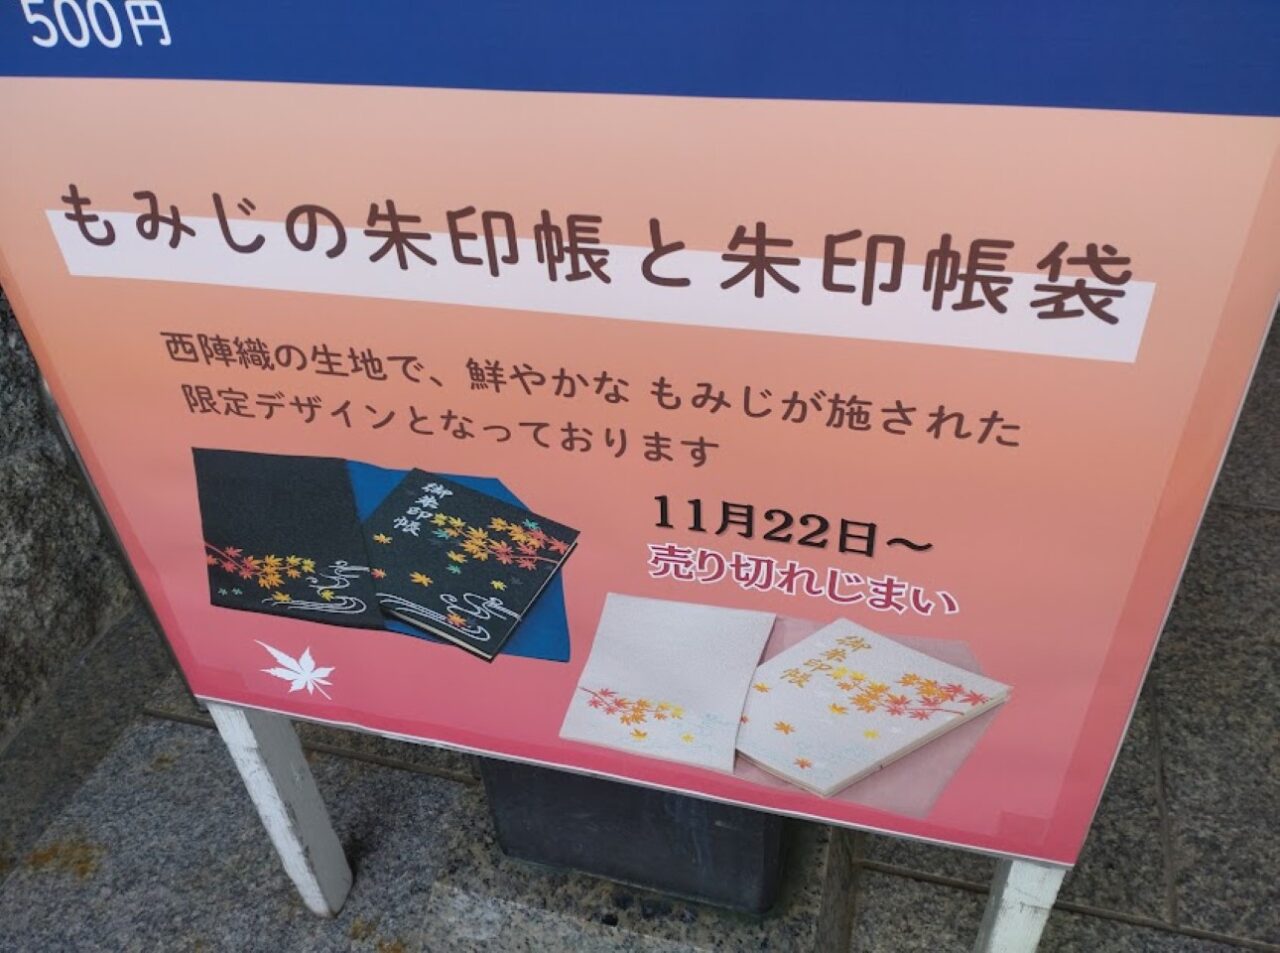 500円
もみじの朱印帳と朱印帳袋
西陣織の生地で、鮮やかな もみじが施された
限定デザインとなっております
11月22日～
売り切れじまい
御朱印帳
御朱印帳